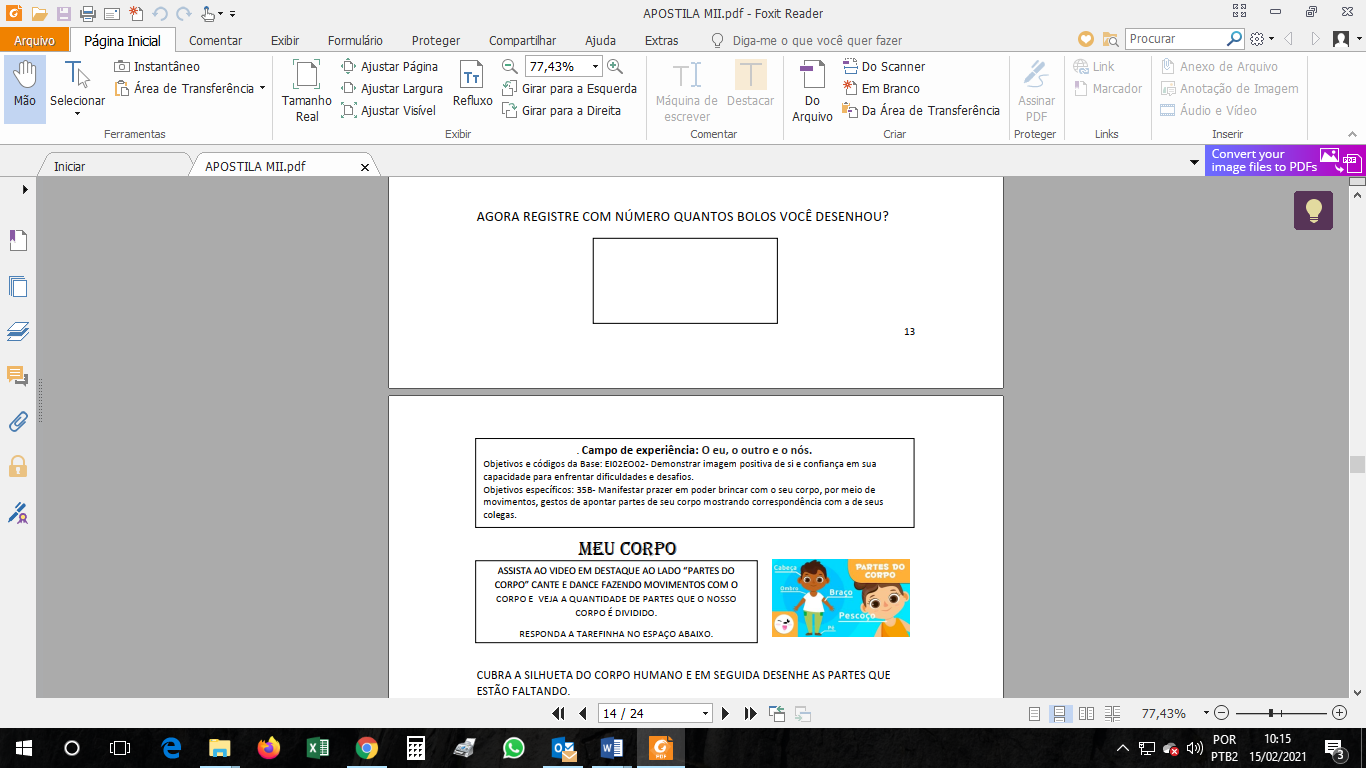 APOSTILA MII.pdf - Foxit Reader
Arquivo Página Inicial Comentar Exibir Formulário Proteger Compartilhar Ajuda Extras Diga-me o que você quer fazer Procurar
Mão
Selecionar
Instantâneo
Área de Transferência
Ferramentas
Tamanho Real
Ajustar Página
Ajustar Largura
Ajustar Visível
Refluxo
77,43%
Girar para a Esquerda
Girar para a Direita
Exibir
Máquina de escrever
Destacar
Comentar
Do Arquivo
Do Scanner
Em Branco
Da Área de Transferência
Criar
Assinar PDF
Proteger
Link
Marcador
Links
Anexo de Arquivo
Anotação de Imagem
Áudio e Vídeo
Inserir
Iniciar APOSTILA MII.pdf
Convert your
image files to PDFs
PDF
AGORA REGISTRE COM NÚMERO QUANTOS BOLOS VOCÊ DESENHOU?
13
. Campo de experiência: O eu, o outro e o nós.
Objetivos e códigos da Base: EI02EO02- Demonstrar imagem positiva de si e confiança em sua
capacidade para enfrentar dificuldades e desafios.
Objetivos específicos: 35B- Manifestar prazer em poder brincar com o seu corpo, por meio de
movimentos, gestos de apontar partes de seu corpo mostrando correspondência com a de seus
colegas.
MEU CORPO
ASSISTA AO VIDEO EM DESTAQUE AO LADO “PARTES DO
CORPO” CANTE E DANCE FAZENDO MOVIMENTOS COM O
CORPO E VEJA A QUANTIDADE DE PARTES QUE O NOSSO
CORPO É DIVIDIDO.
RESPONDA A TAREFINHA NO ESPAÇO ABAIXO.
PARTES DO
CORPO
Cabeça
Ombro
Braço
Pescoço
Pé
CUBRA A SILHUETA DO CORPO HUMANO E EM SEGUIDA DESENHE AS PARTES QUE
ESTÃO FALTANDO.
14 / 24
77,43%
POR
PTB2
10:15
15/02/2021
3